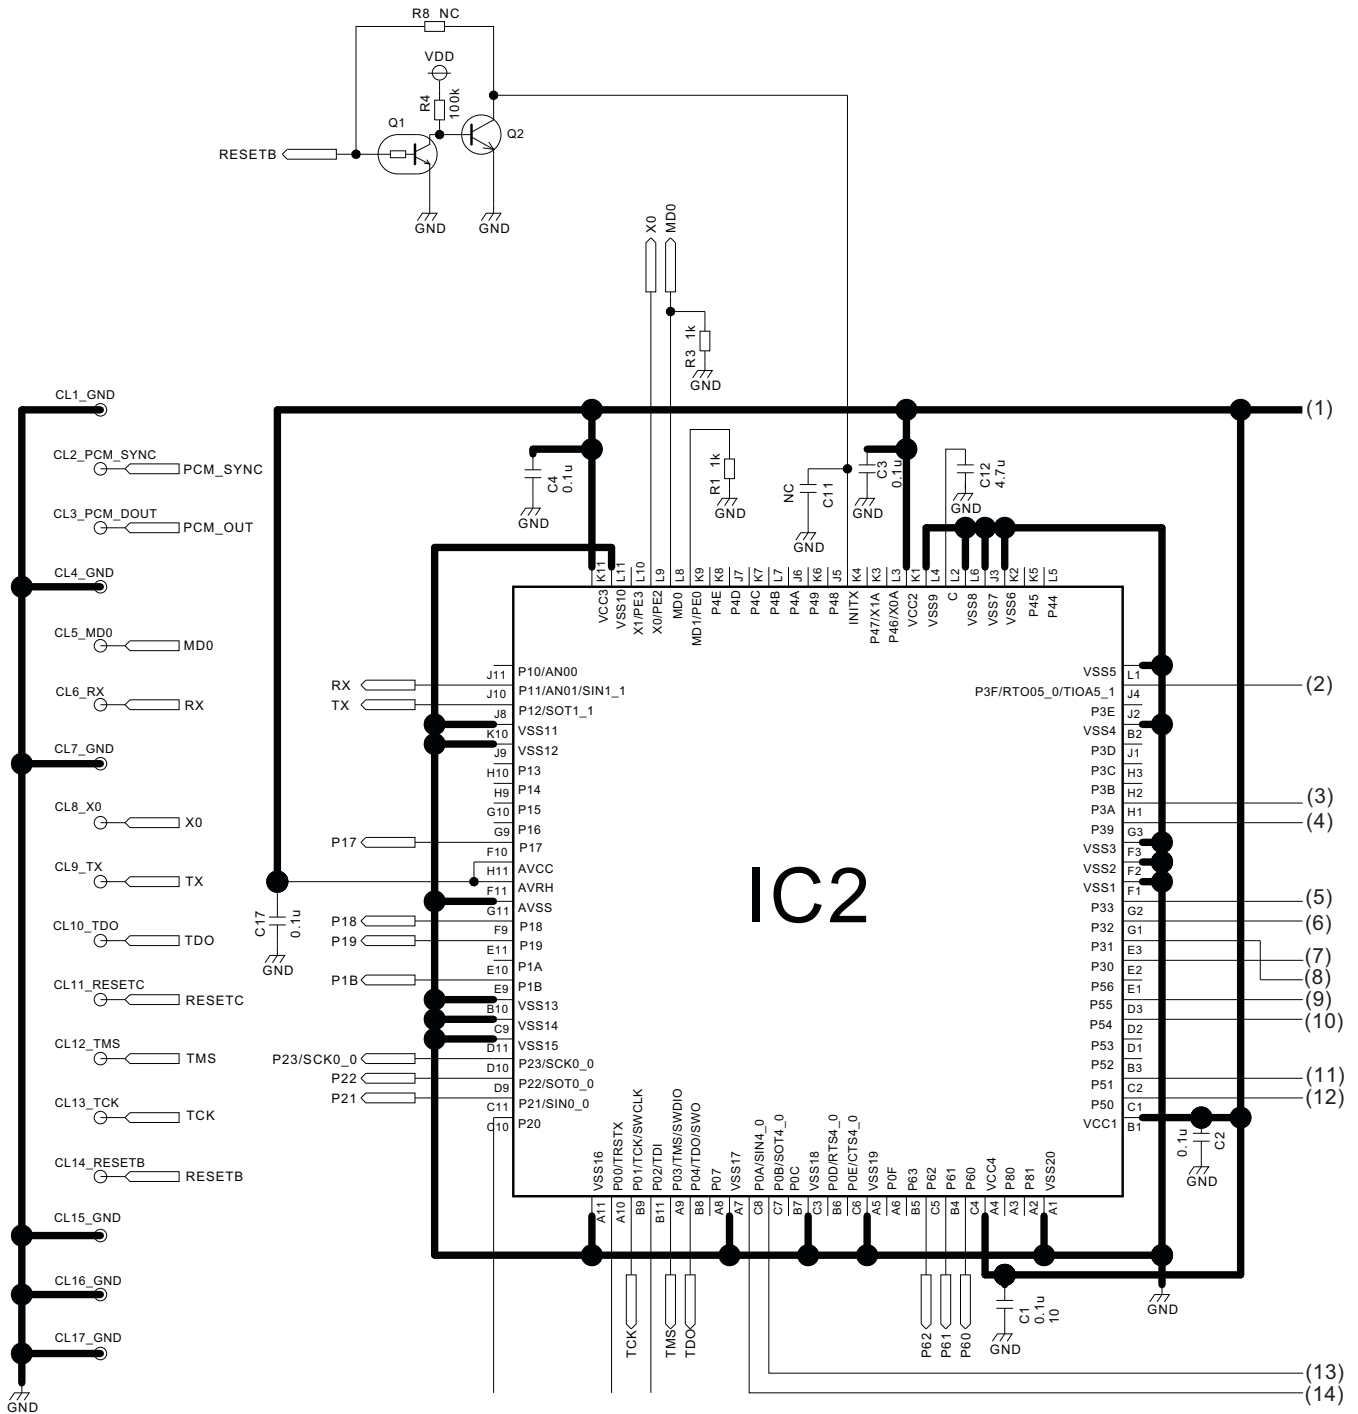 R8 NC
VDD
R4
100k
Q1
Q2
RESETB
GND
GND
X0
MD0
R3 1k
GND
CL1_GND
(1)
CL2_PCM_SYNC
PCM_SYNC
C4
0.1u
GND
R1 1k
GND
NC
C11
GND
C3
0.1u
GND
C12
4.7u
GND
CL3_PCM_DOUT
PCM_OUT
CL4_GND
K11
L11
L10
L9
L8
K9
K8
J7
K7
L7
J6
K6
J5
K4
K3
L3
K1
L4
L2
L6
J3
K2
K5
L5
VCC3
VSS10
X1/PE3
X0/PE2
MD0
MD1/PE0
P4E
P4D
P4C
P4B
P4A
P49
P48
INITX
P47/X1A
P46/X0A
VCC2
VSS9
C
VSS8
VSS7
VSS6
P45
P44
CL5_MD0
MD0
CL6_RX
RX
CL7_GND
CL8_X0
X0
CL9_TX
TX
CL10_TDO
TDO
CL11_RESETC
RESETC
CL12_TMS
TMS
CL13_TCK
TCK
CL14_RESETB
RESETB
CL15_GND
CL16_GND
CL17_GND
GND
RX
TX
P17
C17
0.1u
GND
P18
P19
P1B
P23/SCK0_0
P22
P21
J11
J10
J8
K10
J9
H10
H9
G10
G9
F10
H11
F11
G11
F9
E11
E10
E9
B10
C9
D11
D10
D9
C11
C10
P10/AN00
P11/AN01/SIN1_1
P12/SOT1_1
VSS11
VSS12
P13
P14
P15
P16
P17
AVCC
AVRH
AVSS
P18
P19
P1A
P1B
VSS13
VSS14
VSS15
P23/SCK0_0
P22/SOT0_0
P21/SIN0_0
P20
IC2
VSS5
P3F/RTO05_0/TIOA5_1
P3E
VSS4
P3D
P3C
P3B
P3A
P39
VSS3
VSS2
VSS1
P33
P32
P31
P30
P56
P55
P54
P53
P52
P51
P50
VCC1
L1
J4
J2
B2
J1
H3
H2
H1
G3
F3
F2
F1
G2
G1
E3
E2
E1
D3
D2
D1
B3
C2
C1
B1
(2)
(3)
(4)
(5)
(6)
(7)
(8)
(9)
(10)
(11)
(12)
0.1u
C2
GND
VSS16
P00/TRSTX
P01/TCK/SWCLK
P02/TDI
P03/TMS/SWDIO
P04/TDO/SWO
P07
VSS17
P0A/SIN4_0
P0B/SOT4_0
P0C
VSS18
P0D/RTS4_0
P0E/CTS4_0
VSS19
P0F
P63
P62
P61
P60
VCC4
P80
P81
VSS20
A11
A10
B9
B11
A9
B8
A8
A7
C8
C7
B7
C3
B6
C6
A5
A6
B5
C5
B4
C4
A4
A3
A2
A1
TCK
TMS
TDO
P62
P61
P60
C1
0.1u
10
GND
GND
(13)
(14)